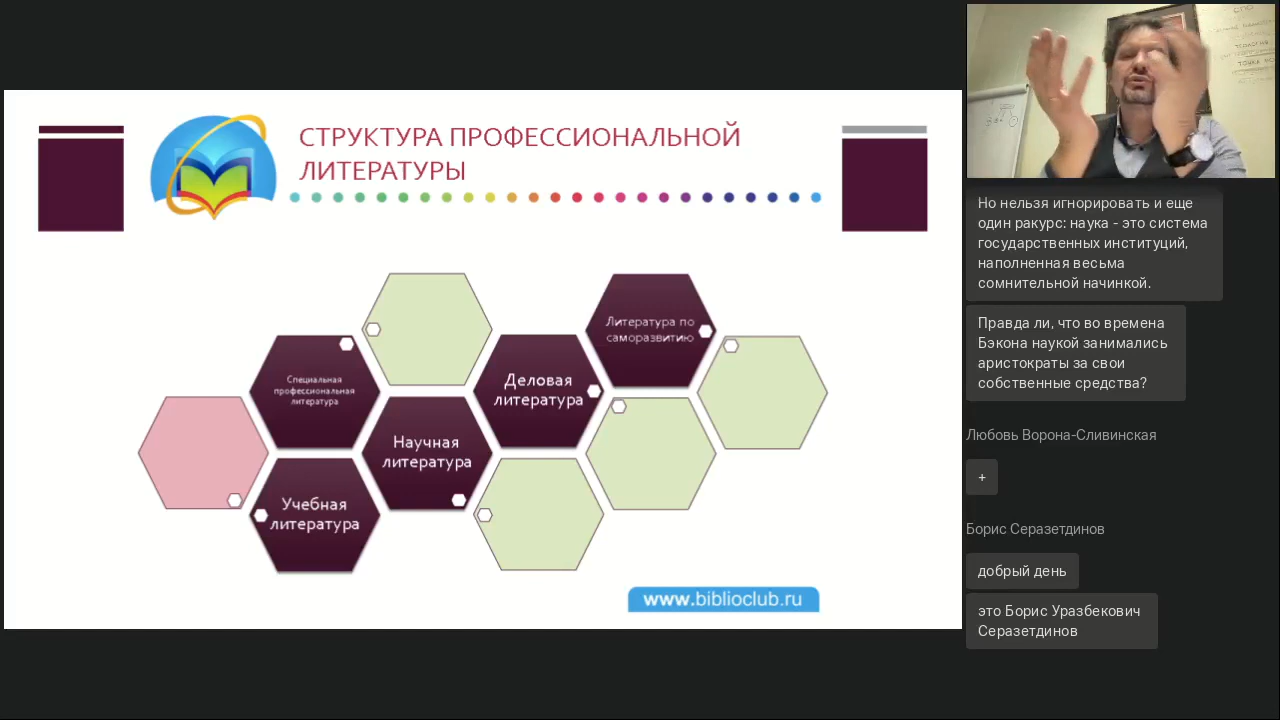 СТРУКТУРА ПРОФЕССИОНАЛЬНОЙ
ЛИТЕРАТУРЫ
Литература по
саморазвитию
Специальная
профессиональная
литература
Деловая
литература
Научная
литература
Учебная
литература
www.biblioclub.ru
Но нельзя игнорировать и еще
один ракурс: наука - это система
государственных институций,
наполненная весьма
сомнительной начинкой.
Правда ли, что во времена
Бэкона наукой занимались
аристократы за свои
собственные средства?
Любовь Ворона-Сливинская
+
Борис Серазетдинов
добрый день
это Борис Уразбекович
Серазетдинов